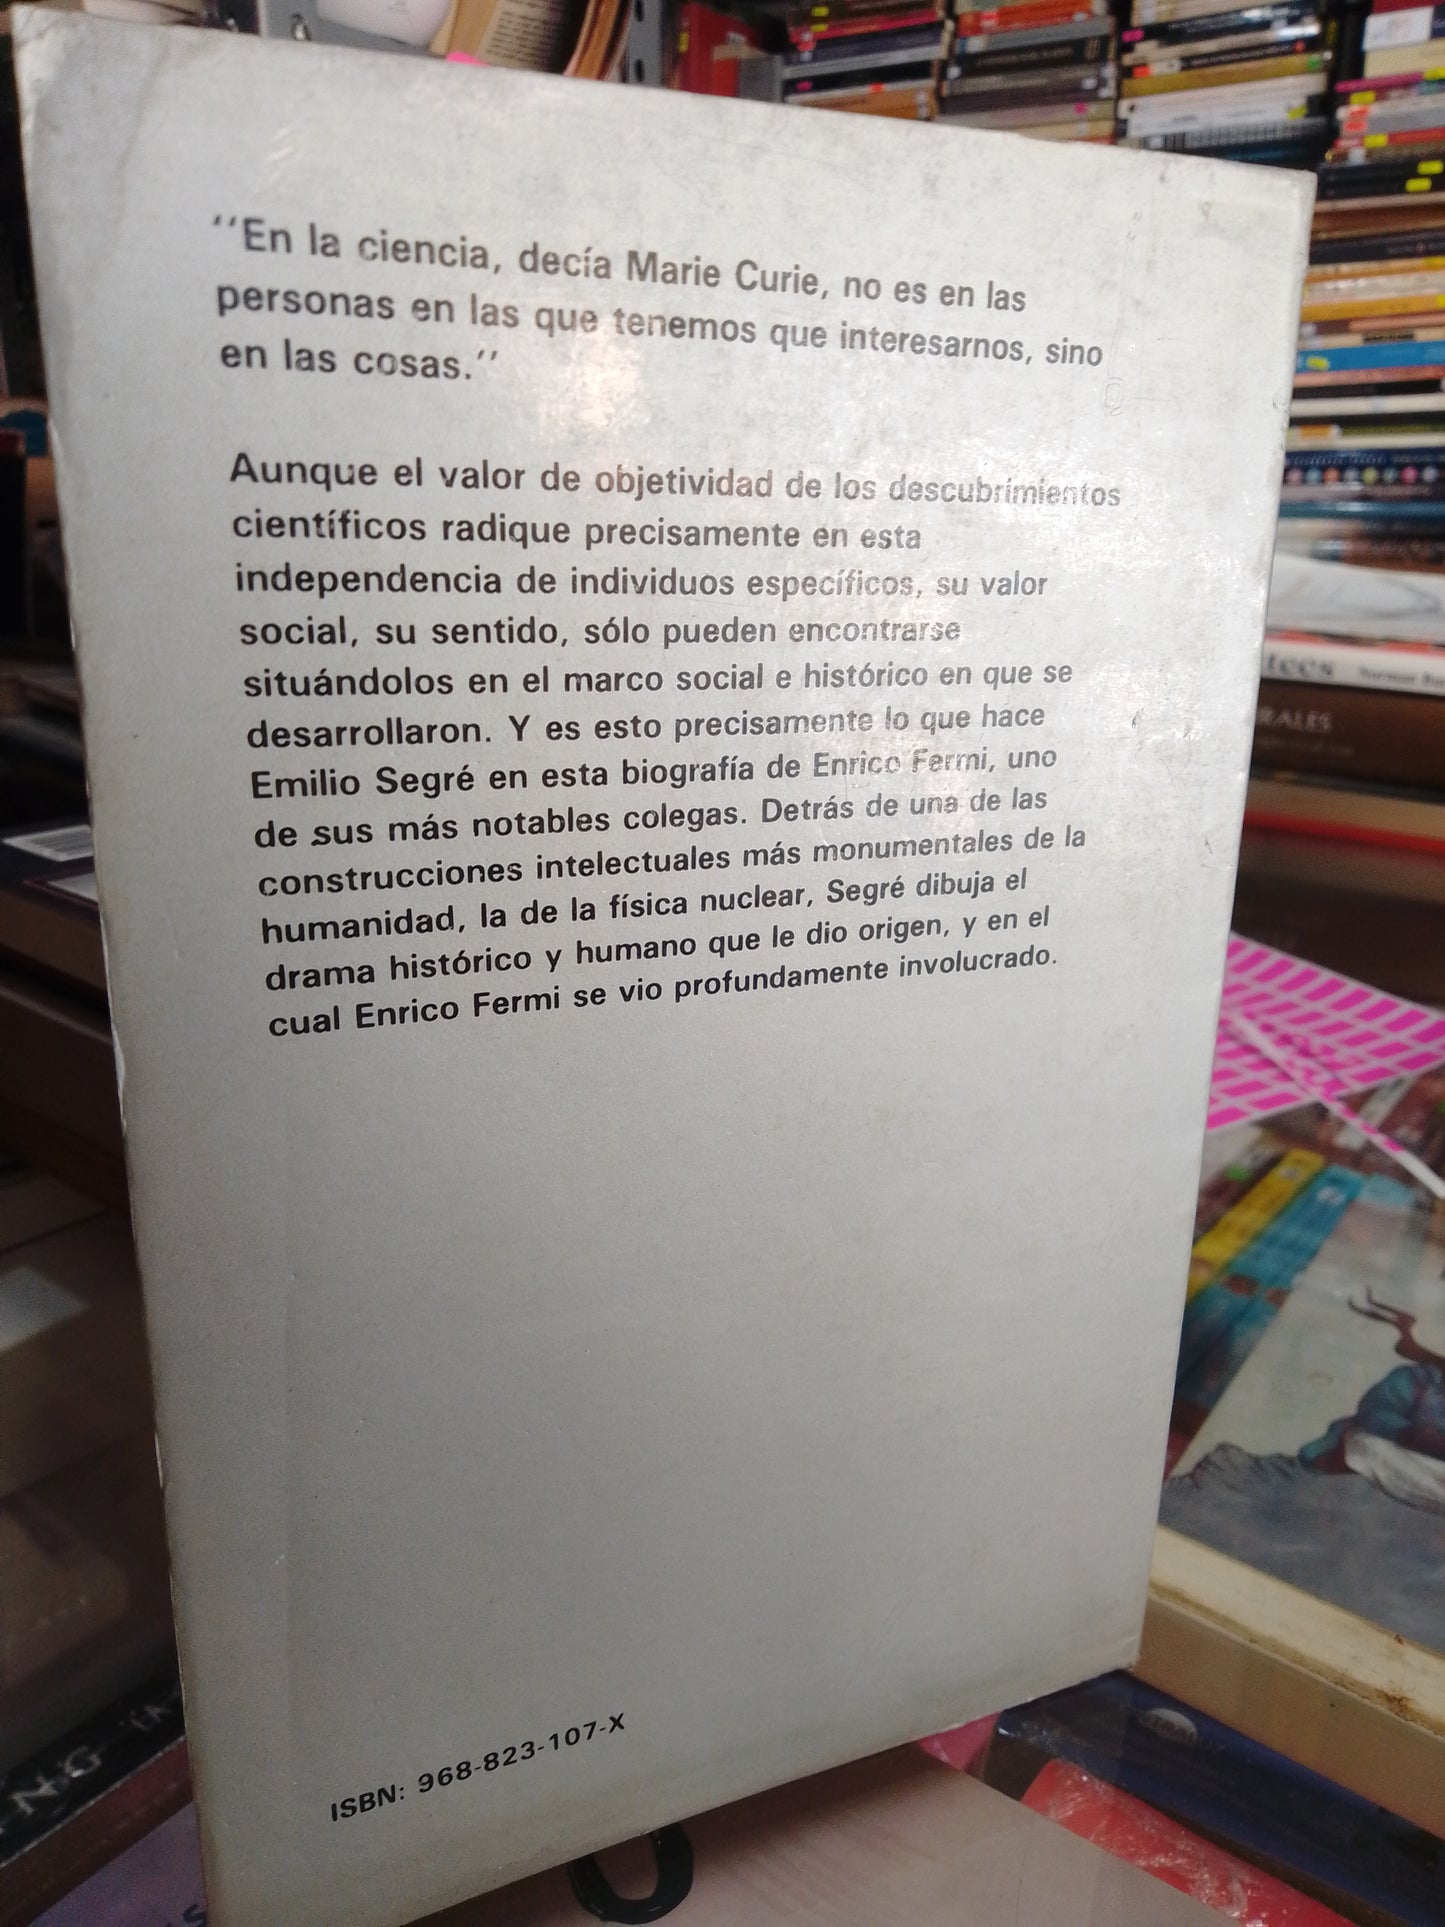 ''En la ciencia, decía Marie Curie, no es en las
personas en las que tenemos que interesarnos, sino
en las cosas.''
Aunque el valor de objetividad de los descubrimientos
científicos radique precisamente en esta
independencia de individuos específicos, su valor
social, su sentido, sólo pueden encontrarse
situándolos en el marco social e histórico en que se
desarrollaron. Y es esto precisamente lo que hace
Emilio Segré en esta biografía de Enrico Fermi, uno
de sus más notables colegas. Detrás de una de las
construcciones intelectuales más monumentales de la
humanidad, la de la física nuclear, Segré dibuja el
drama histórico y humano que le dio origen, y en el
cual Enrico Fermi se vio profundamente involucrado.
ISBN: 968-823-107-X